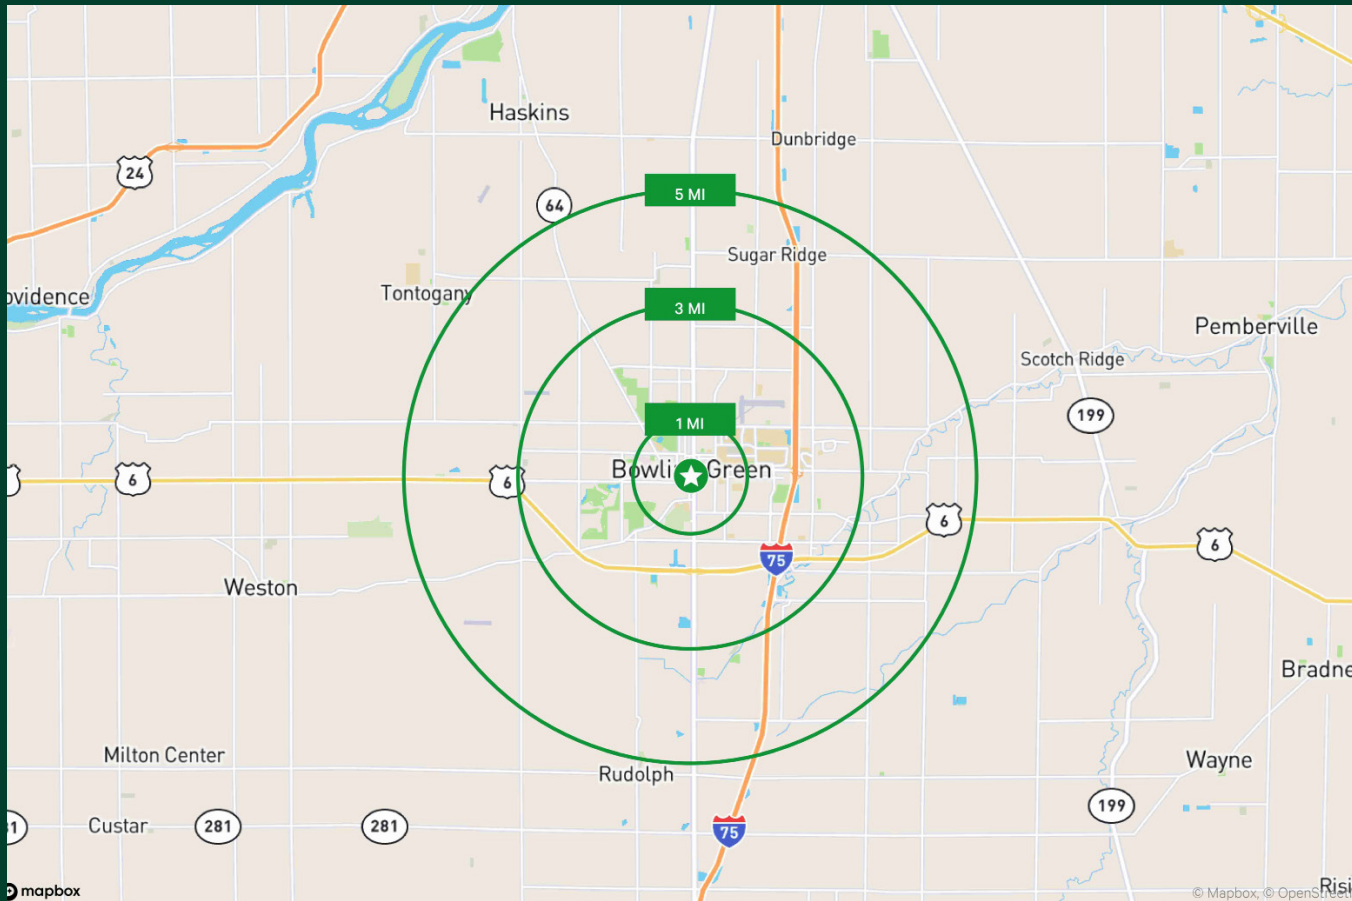 Haskins
Dunbridge
24
5 MI
64
Sugar Ridge
Tontogany
ovidence
3 MI
Pemberville
Scotch Ridge
1 MI
199
Bowli Green
6
6
6
6
75
Weston
Bradne
Milton Center
Wayne
Rudolph
199
Custar
281
281
75
mapbox
© Mapbox, © OpenStreet
Risi